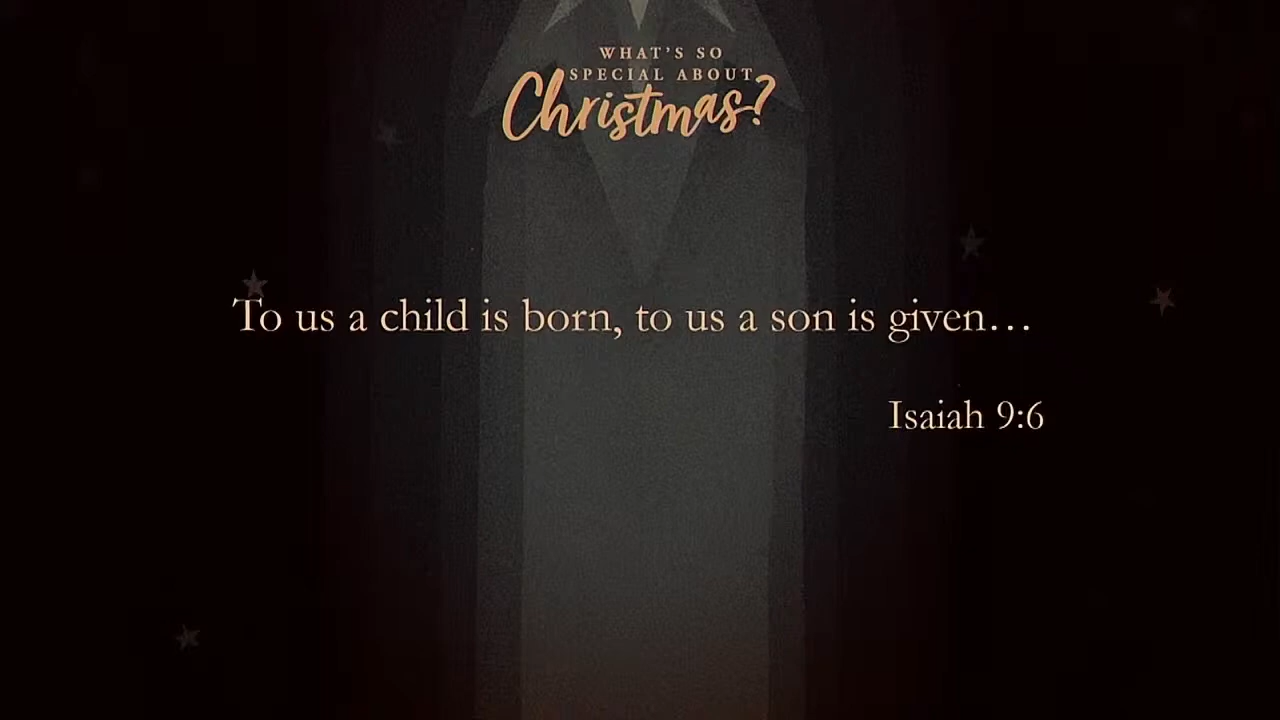 WHAT'S SO
SPECIAL ABOUT
Christmas?
To us a child is born, to us a son is given…
Isaiah 9:6